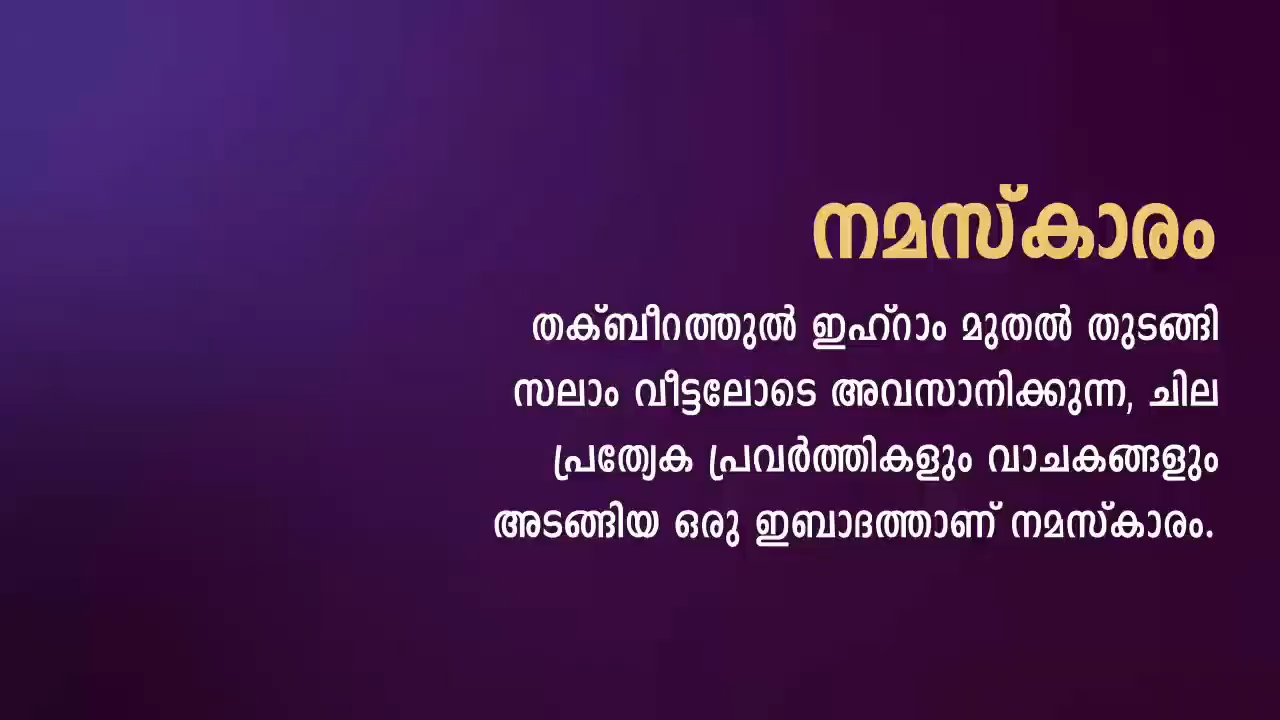 നമസ്കാരം
തക്ബീറത്തുൽ ഇഹ്റാം മുതൽ തുടങ്ങി
സലാം വീട്ടലോടെ അവസാനിക്കുന്ന, ചില
പ്രത്യേക പ്രവർത്തികളും വാചകങ്ങളും
അടങ്ങിയ ഒരു ഇബാദത്താണ് നമസ്കാരം.